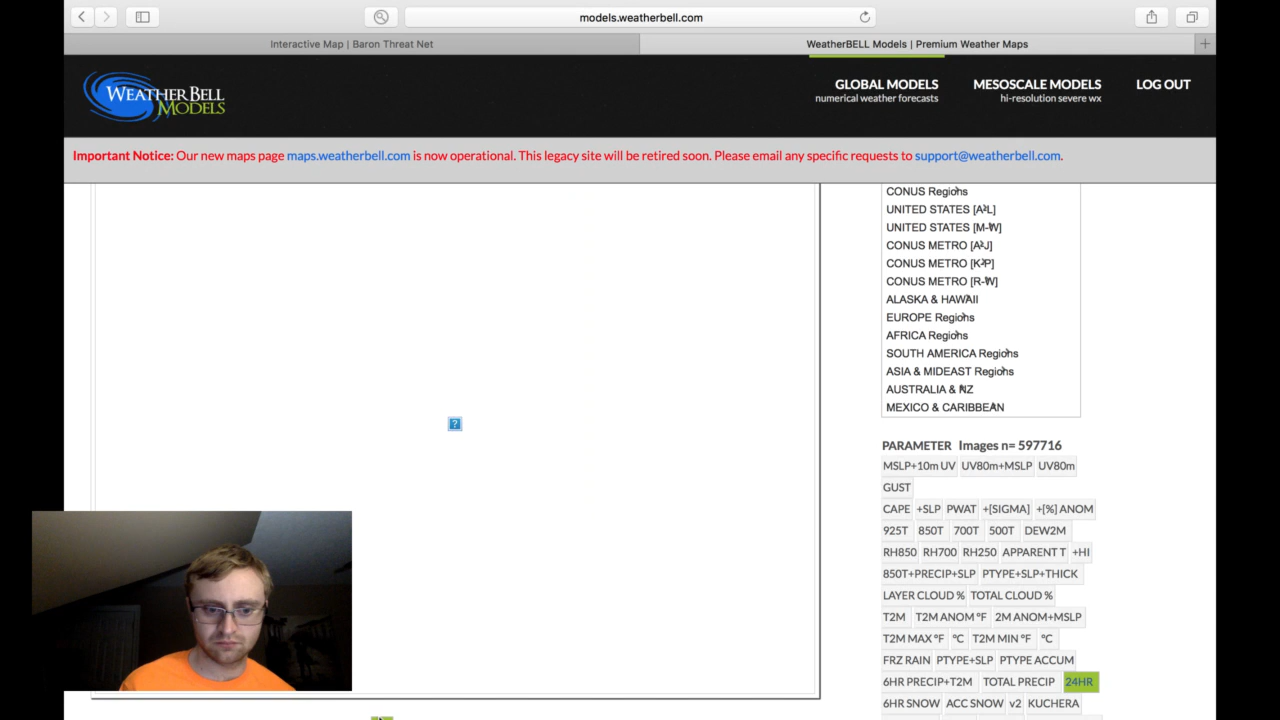 models.weatherbell.com
Interactive Map | Baron Threat Net
WeatherBELL Models | Premium Weather Maps
WEATHERBELL
MODELS
GLOBAL MODELS
numerical weather forecasts
MESOSCALE MODELS
hi-resolution severe wx
LOG OUT
Important Notice: Our new maps page maps.weatherbell.com is now operational. This legacy site will be retired soon. Please email any specific requests to support@weatherbell.com.
CONUS Regions
UNITED STATES [A-L]
UNITED STATES [M-W]
CONUS METRO [A-J]
CONUS METRO [K-P]
CONUS METRO [R-W]
ALASKA & HAWAII
EUROPE Regions
AFRICA Regions
SOUTH AMERICA Regions
ASIA & MIDEAST Regions
AUSTRALIA & NZ
MEXICO & CARIBBEAN
PARAMETER Images n= 597716
MSLP+10m UV UV80m+MSLP UV80m
GUST
CAPE +SLP PWAT +[SIGMA] +[%] ANOM
925T 850T 700T 500T DEW2M
RH850 RH700 RH250 APPARENT T +HI
850T+PRECIP+SLP PTYPE+SLP+THICK
LAYER CLOUD % TOTAL CLOUD %
T2M T2M ANOM °F 2M ANOM+MSLP
T2M MAX °F °C T2M MIN °F °C
FRZ RAIN PTYPE+SLP PTYPE ACCUM
6HR PRECIP+T2M TOTAL PRECIP 24HR
6HR SNOW ACC SNOW v2 KUCHERA